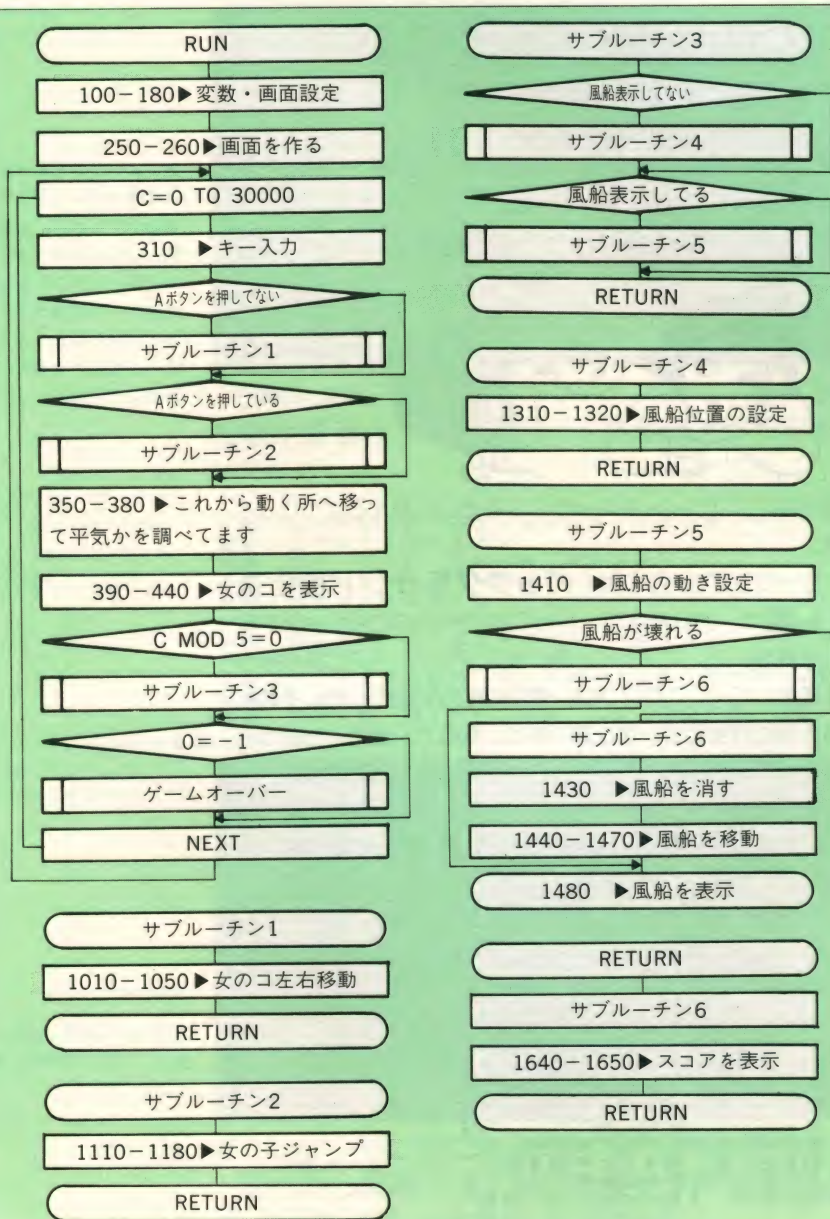 RUN
100-180▶変数・画面設定
250-260▶画面を作る
C=0 TO 30000
310 ▶キー入力
Aボタンを押してない
サブルーチン1
Aボタンを押している
サブルーチン2
350-380 ▶これから動く所へ移っ
て平気かを調べてます
390-440 ▶女のコを表示
C MOD 5=0
サブルーチン3
0=-1
ゲームオーバー
NEXT
サブルーチン1
1010-1050▶女のコ左右移動
RETURN
サブルーチン2
1110-1180▶女の子ジャンプ
RETURN
サブルーチン3
風船表示してない
サブルーチン4
風船表示してる
サブルーチン5
RETURN
サブルーチン4
1310-1320▶風船位置の設定
RETURN
サブルーチン5
1410 ▶風船の動き設定
風船が壊れる
サブルーチン6
サブルーチン6
1430 ▶風船を消す
1440-1470▶風船を移動
1480 ▶風船を表示
RETURN
サブルーチン6
1640-1650▶スコアを表示
RETURN